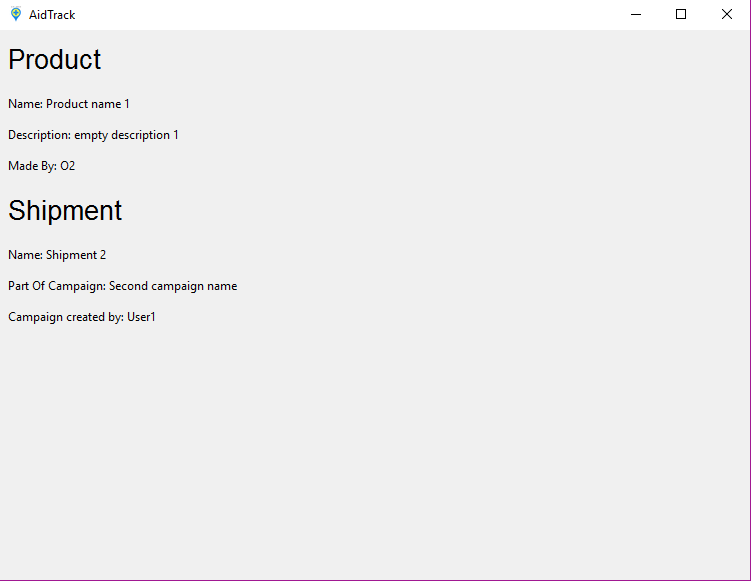 AidTrack
Product
Name: Product name 1
Description: empty description 1
Made By: O2
Shipment
Name: Shipment 2
Part Of Campaign: Second campaign name
Campaign created by: User1